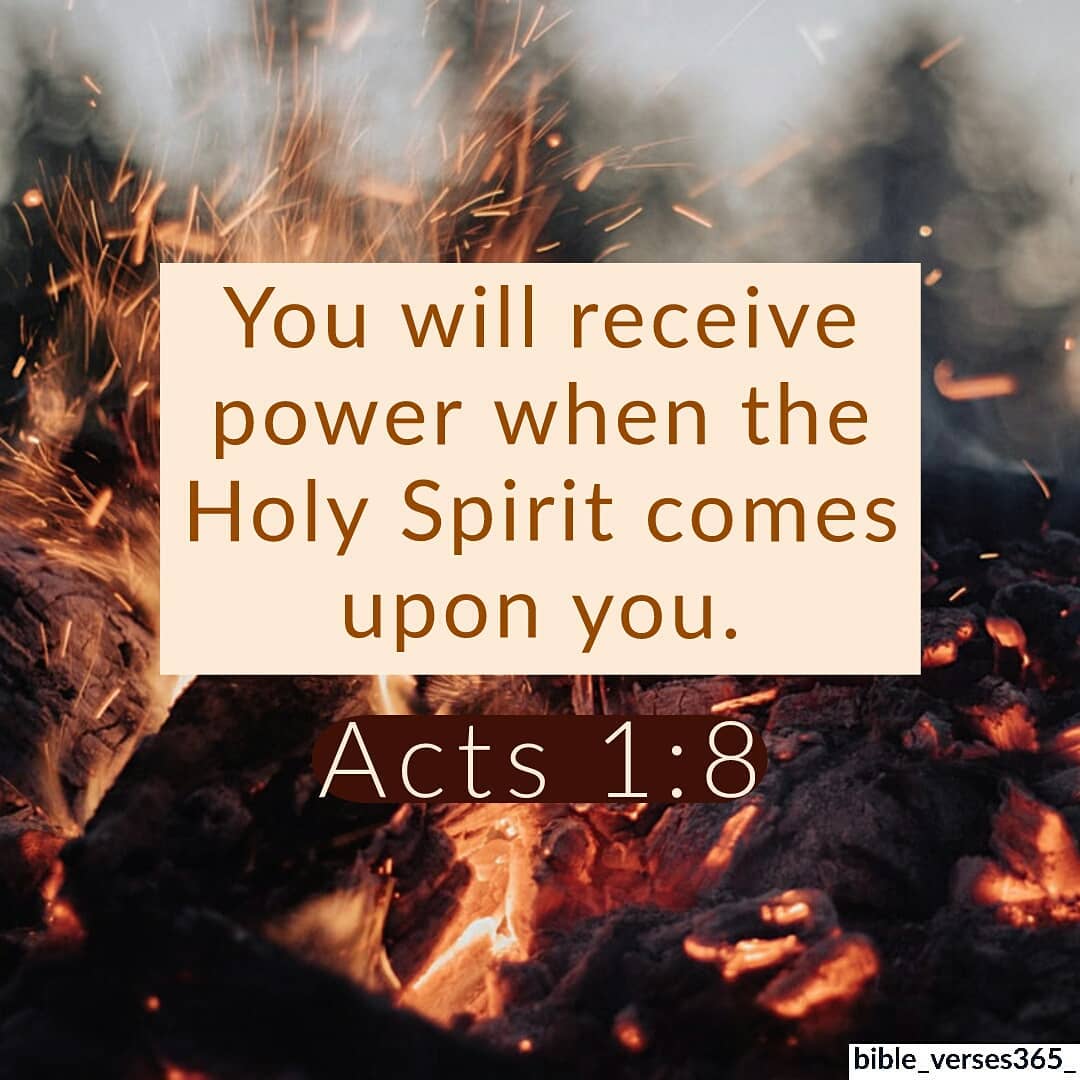 You will receive
power when the
Holy Spirit comes
upon you.
Acts 1:8
bible_verses365_